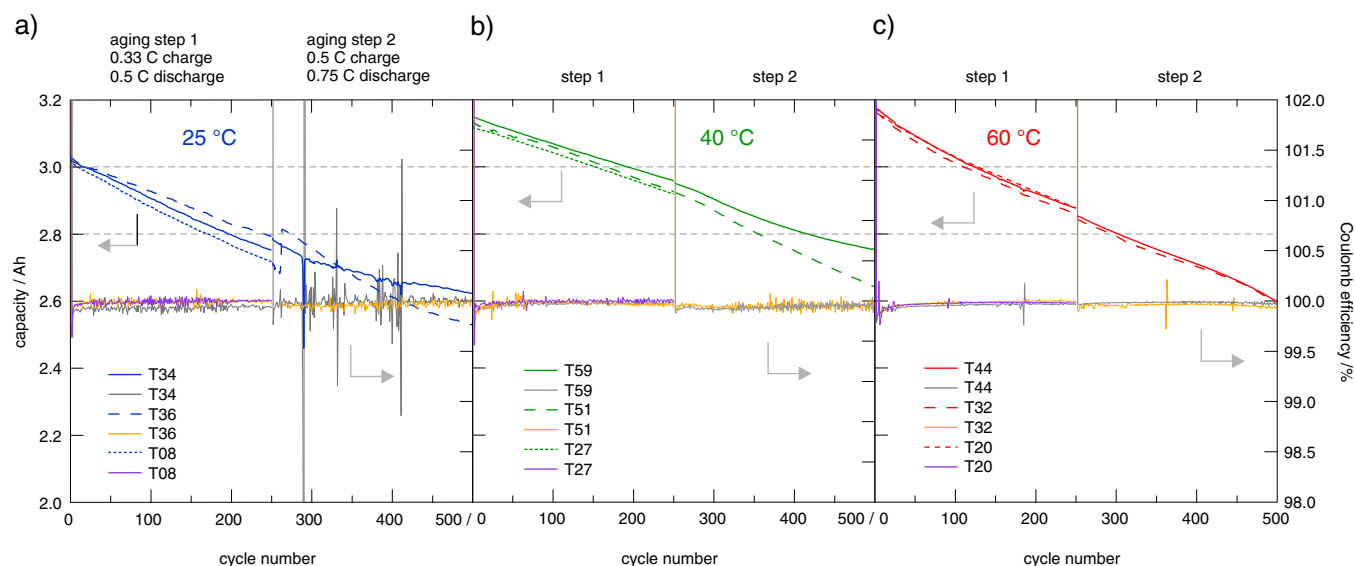 a)
aging step 1
0.33 C charge
0.5 C discharge
aging step 2
0.5 C charge
0.75 C discharge
b)
step 1
step 2
c)
step 1
step 2
3.2
3.0
2.8
2.6
2.4
2.2
2.0
capacity / Ah
25 °C
40 °C
60 °C
102.0
101.5
101.0
100.5
100.0
99.5
99.0
98.5
98.0
Coulomb efficiency /%
T34
T34
T36
T36
T08
T08
T59
T59
T51
T51
T27
T27
T44
T44
T32
T32
T20
T20
0 100 200 300 400 500 / 0 100 200 300 400 500 / 0 100 200 300 400 500
cycle number cycle number cycle number